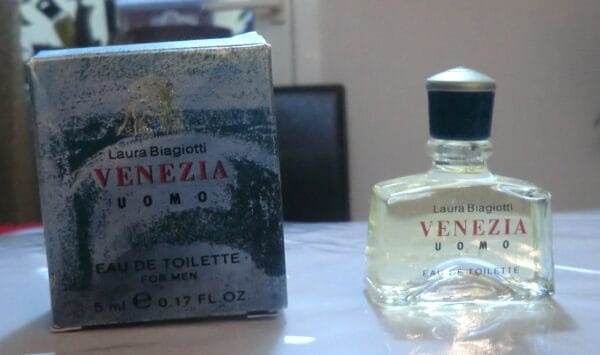 Laura Biagiotti
VENEZIA
UOMO
EAU DE TOILETTE
FOR MEN
5 ml e 0.17 FL.OZ.
Laura Biagiotti
VENEZIA
UOMO
EAU DE TOILETTE